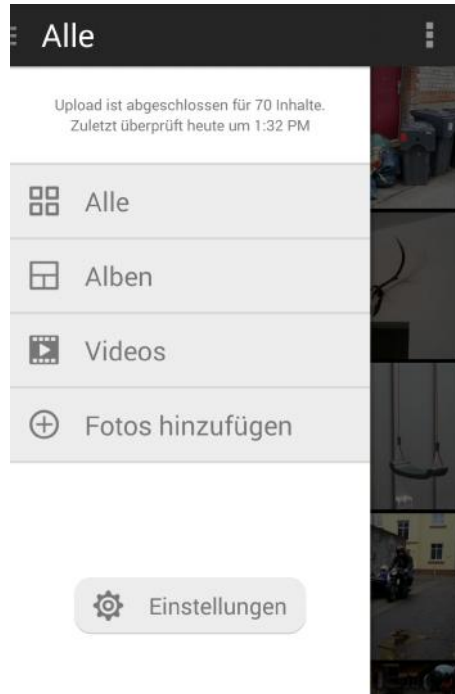 Alle
Upload ist abgeschlossen für 70 Inhalte.
Zuletzt überprüft heute um 1:32 PM
Alle
Alben
Videos
Fotos hinzufügen
Einstellungen